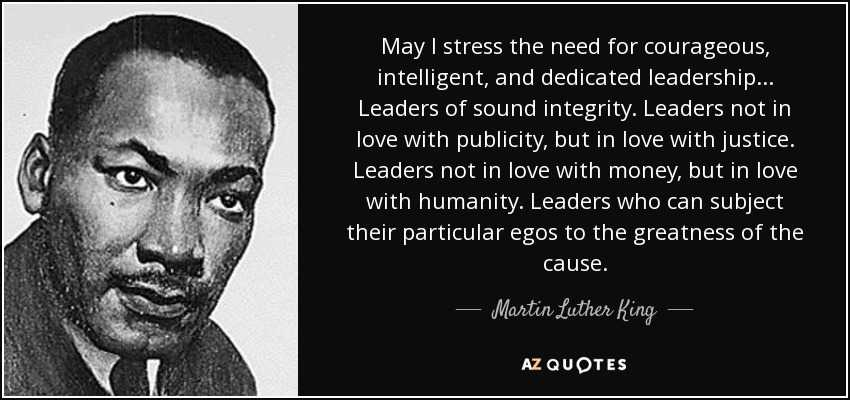 May I stress the need for courageous,
intelligent, and dedicated leadership...
Leaders of sound integrity. Leaders not in
love with publicity, but in love with justice.
Leaders not in love with money, but in love
with humanity. Leaders who can subject
their particular egos to the greatness of the
cause.
Martin Luther King
AZ QUOTES